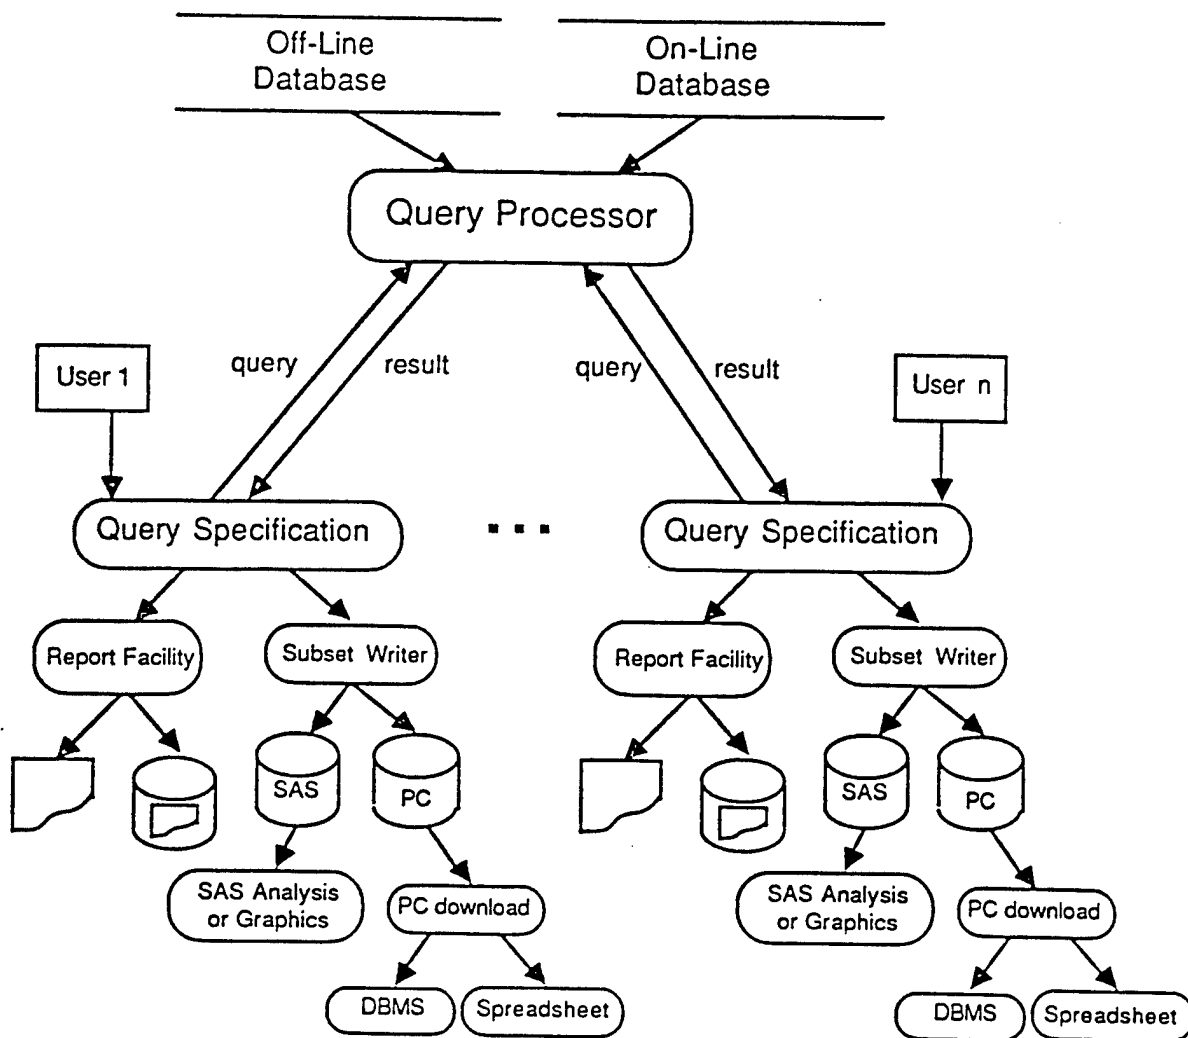 Off-Line
Database
On-Line
Database
Query Processor
query
result
query
result
User 1
User n
Query Specification
...
Query Specification
Report Facility
Subset Writer
Report Facility
Subset Writer
SAS
PC
SAS
PC
SAS Analysis
or Graphics
PC download
SAS Analysis
or Graphics
PC download
DBMS
Spreadsheet
DBMS
Spreadsheet